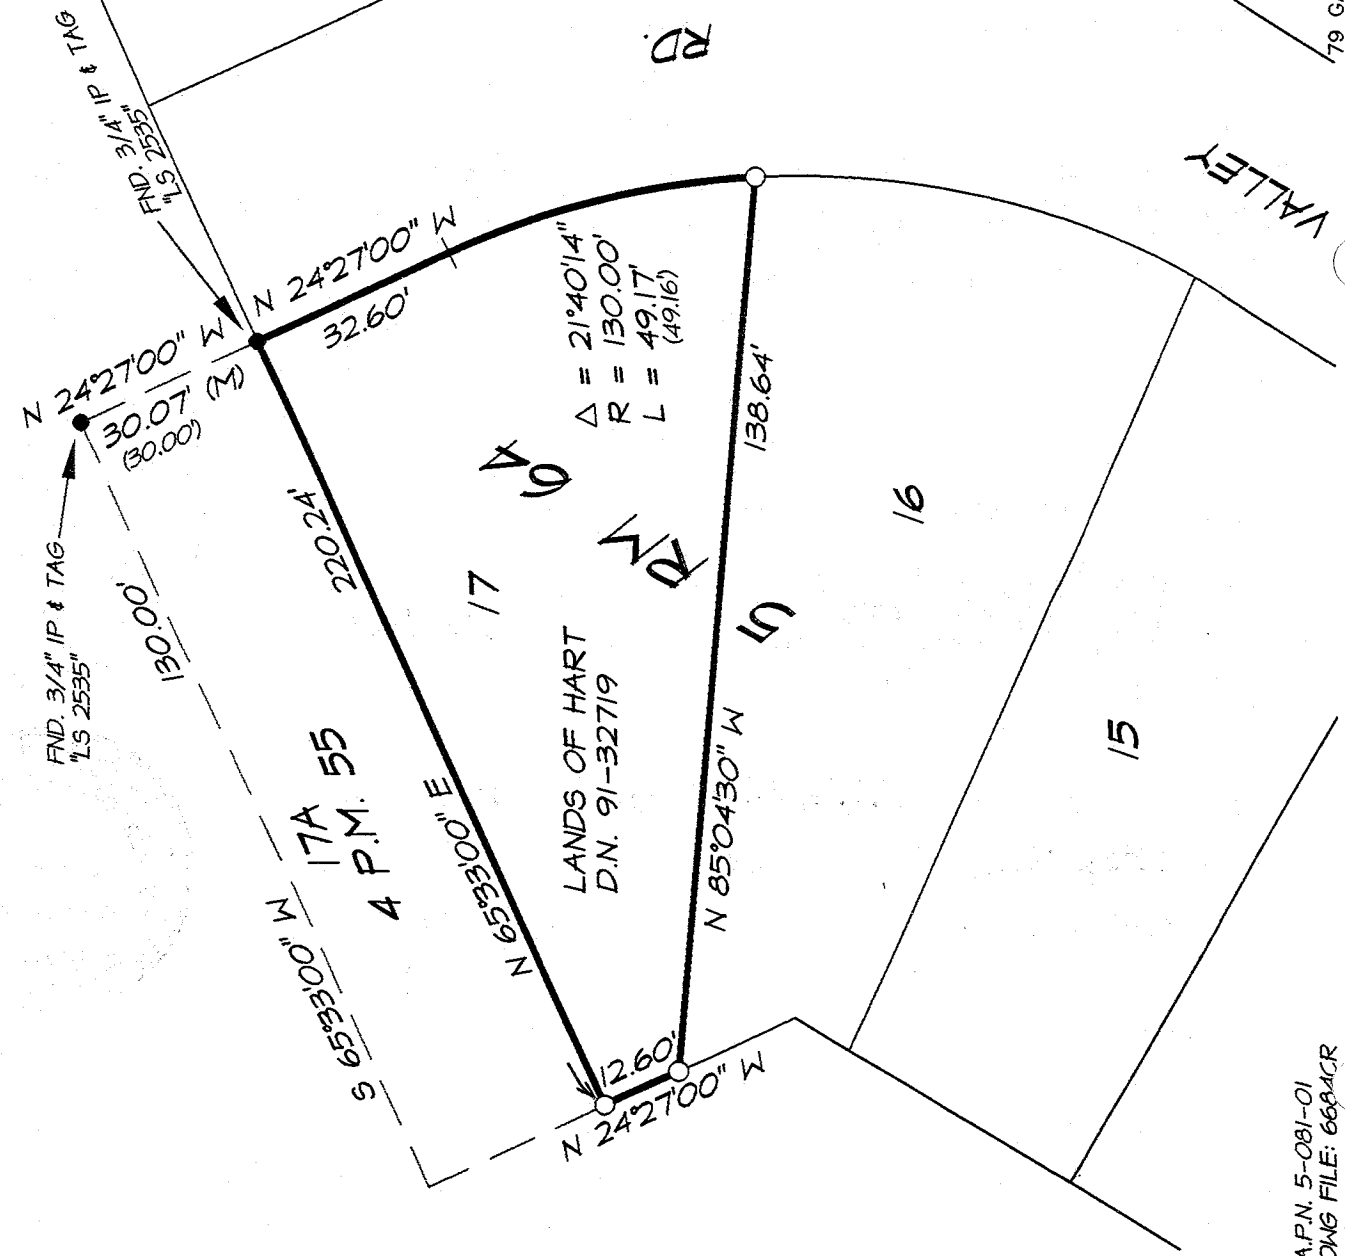 FND. 3/4" IP & TAG
"LS 2535"
RD.
VALLEY
N 24°27'00" W
30.07' (M)
(30.00')
N 24°27'00" W
32.60'
Δ = 21°40'14"
R = 130.00'
L = 49.17'
(49.16')
FND. 3/4" IP & TAG
"LS 2535"
130.00'
220.24'
138.64'
5 RM 64
17
16
15
17A
4 P.M. 55
LANDS OF HART
D.N. 91-32719
N 65°33'00" E
S 65°33'00" W
N 85°04'30" W
12.60'
N 24°27'00" W
A.P.N. 5-081-01
DWG FILE: 6684CR
79